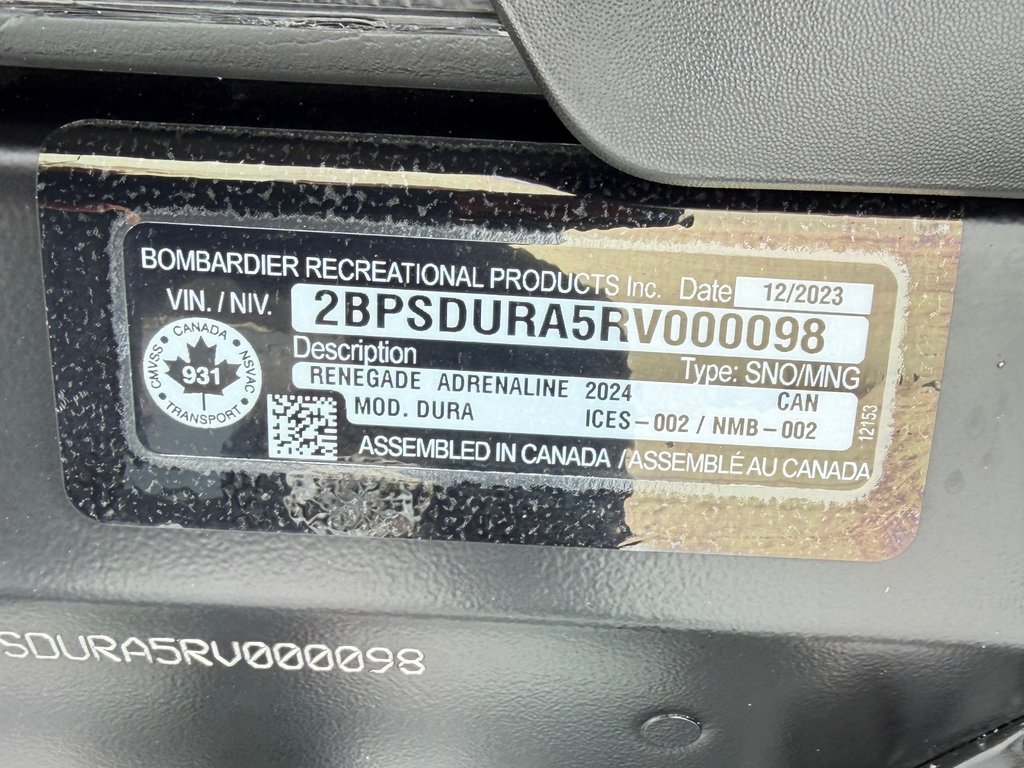 BOMBARDIER RECREATIONAL PRODUCTS Inc. Date 12/2023
VIN. / NIV. 2BPSDURA5RV000098
Description Type: SNO/MNG
RENEGADE ADRENALINE 2024 CAN
MOD. DURA ICES-002 / NMB-002
ASSEMBLED IN CANADA / ASSEMBLÉ AU CANADA
12153
CANADA
CMVSS NSVAC
931
TRANSPORT
SDURA5RV000098